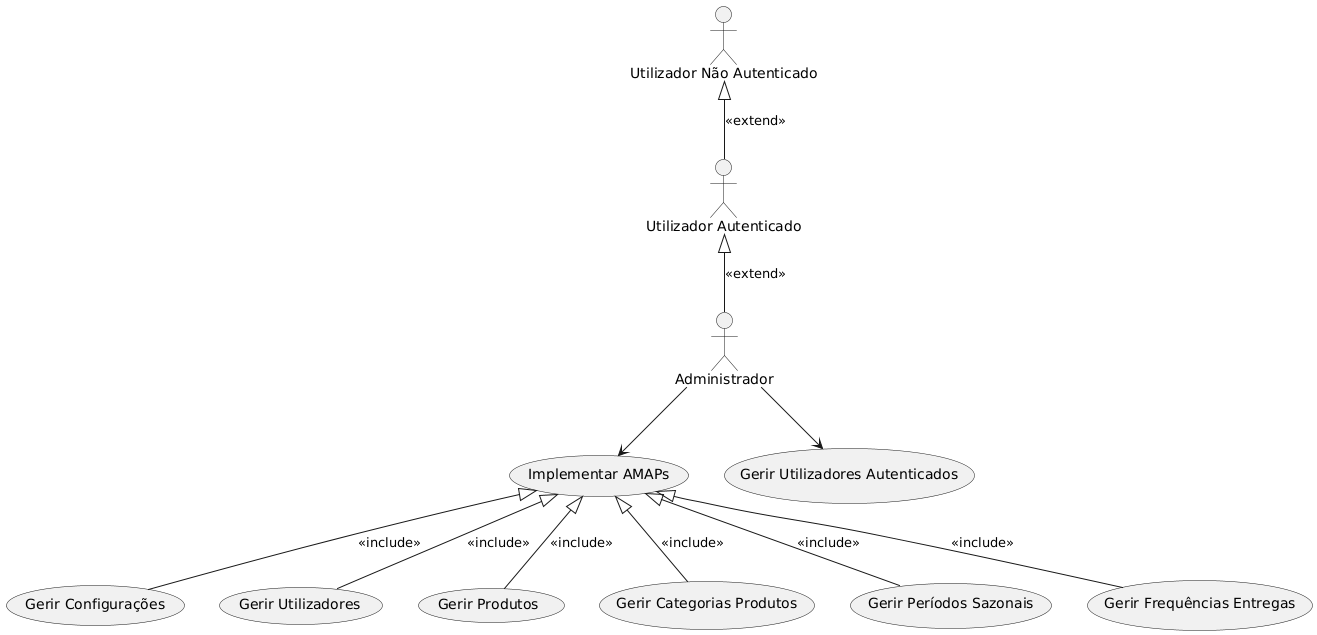 Utilizador Não Autenticado
«extend»
Utilizador Autenticado
«extend»
Administrador
Implementar AMAPs
Gerir Utilizadores Autenticados
«include»
«include»
«include»
«include»
«include»
«include»
Gerir Configurações
Gerir Utilizadores
Gerir Produtos
Gerir Categorias Produtos
Gerir Períodos Sazonais
Gerir Frequências Entregas